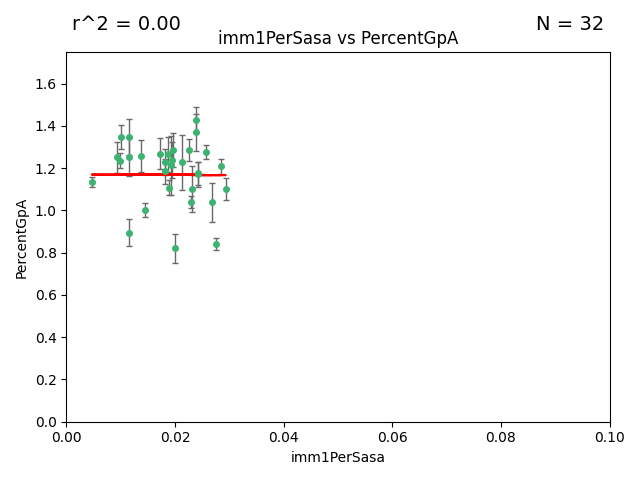 r^2 = 0.00
N = 32
imm1PerSasa vs PercentGpA
1.6
1.4
1.2
1.0
0.8
0.6
0.4
0.2
0.0
PercentGpA
0.00 0.02 0.04 0.06 0.08 0.10
imm1PerSasa